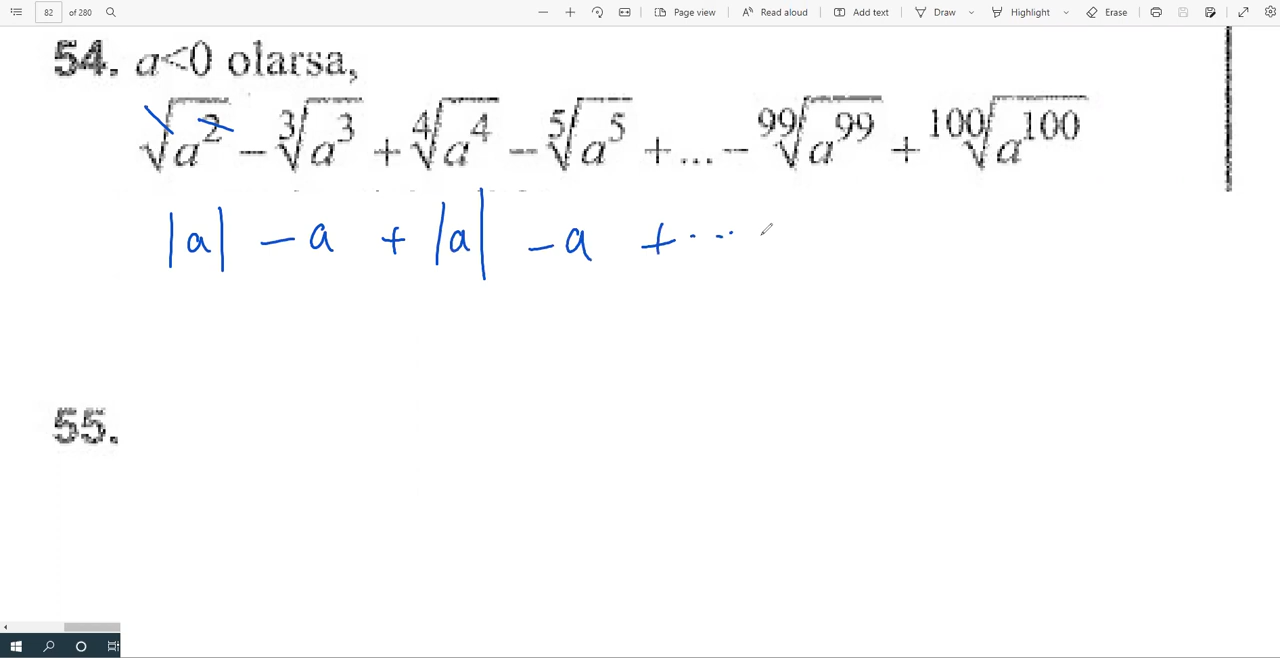 82 of 280 Page view Read aloud Add text Draw Highlight Erase
54. a<0 olarsa,
√a² - ³√a³ + ⁴√a⁴ - ⁵√a⁵ + ... - ⁹⁹√a⁹⁹ + ¹⁰⁰√a¹⁰⁰
|a| - a + |a| - a + ...
55.